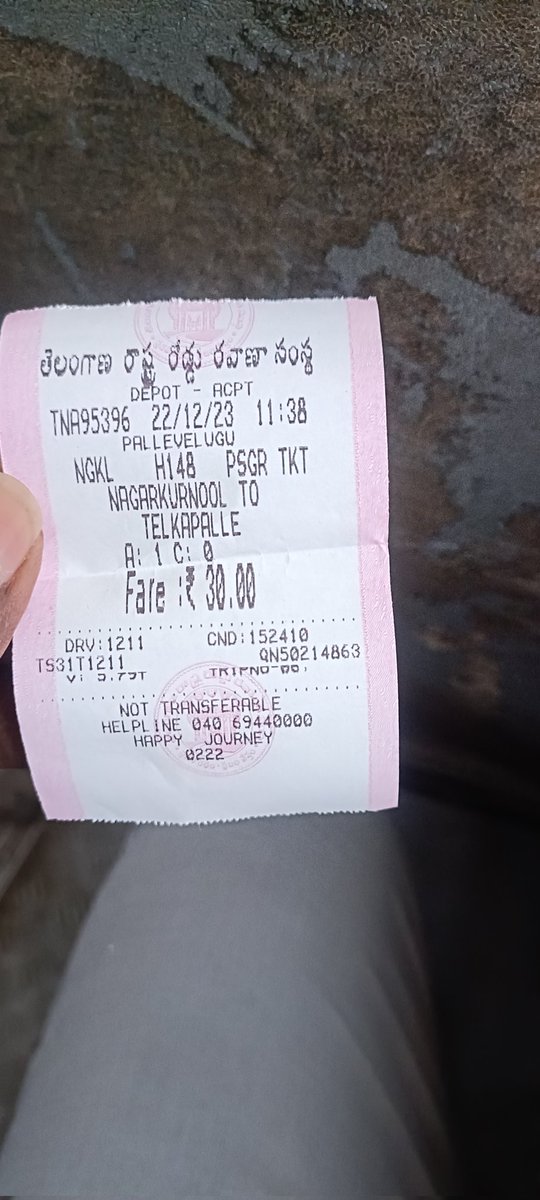 తెలంగాణ రాష్ట్ర రోడ్డు రవాణా సంస్థ
DEPOT - ACPT
TNA95396 22/12/23 11:38
PALLEVELUGU
NGKL H148 PSGR TKT
NAGARKURNOOL TO
TELKAPALLE
A: 1 C: 0
Fare :₹ 30.00
DRV:1211 CND:152410
TS31T1211 QN50214863
NOT TRANSFERABLE
HELPLINE 040 69440000
HAPPY JOURNEY
0222